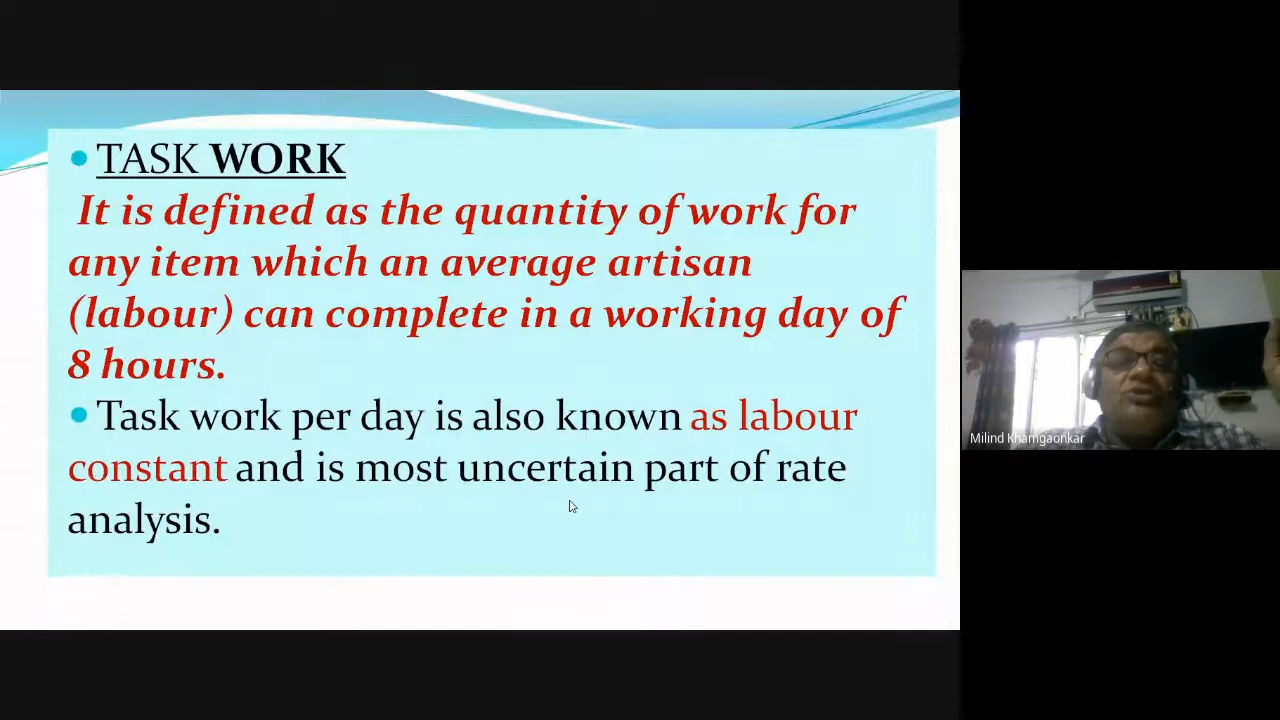 • TASK WORK
It is defined as the quantity of work for
any item which an average artisan
(labour) can complete in a working day of
8 hours.
• Task work per day is also known as labour
constant and is most uncertain part of rate
analysis.
Milind Khamgaonkar